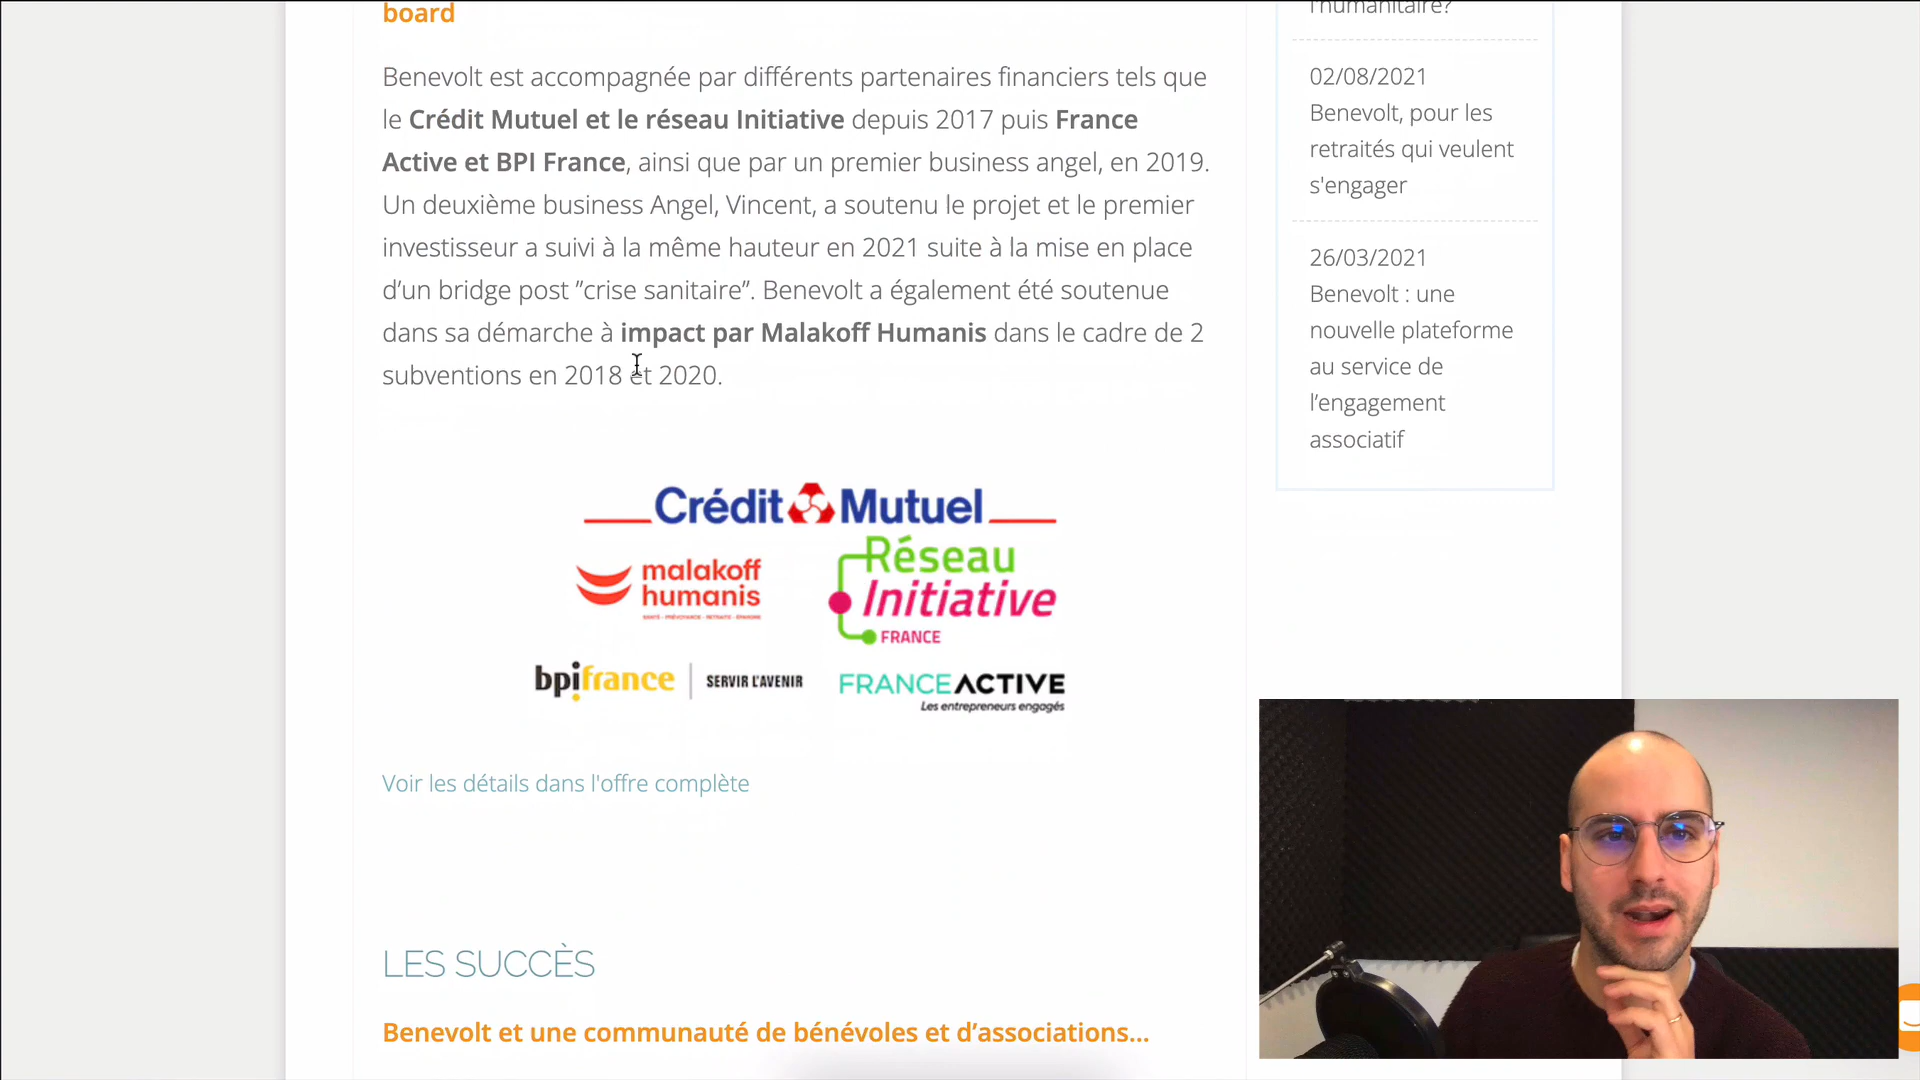 board
Benevolt est accompagnée par différents partenaires financiers tels que
le Crédit Mutuel et le réseau Initiative depuis 2017 puis France
Active et BPI France, ainsi que par un premier business angel, en 2019.
Un deuxième business Angel, Vincent, a soutenu le projet et le premier
investisseur a suivi à la même hauteur en 2021 suite à la mise en place
d’un bridge post ”crise sanitaire”. Benevolt a également été soutenue
dans sa démarche à impact par Malakoff Humanis dans le cadre de 2
subventions en 2018 et 2020.
Crédit Mutuel
malakoff
humanis
SANTÉ - PRÉVOYANCE - RETRAITE - ÉPARGNE
Réseau
Initiative
FRANCE
bpifrance | SERVIR L'AVENIR
FRANCE ACTIVE
Les entrepreneurs engagés
Voir les détails dans l'offre complète
LES SUCCÈS
Benevolt et une communauté de bénévoles et d’associations...
l'humanitaire?
02/08/2021
Benevolt, pour les
retraités qui veulent
s'engager
26/03/2021
Benevolt : une
nouvelle plateforme
au service de
l’engagement
associatif